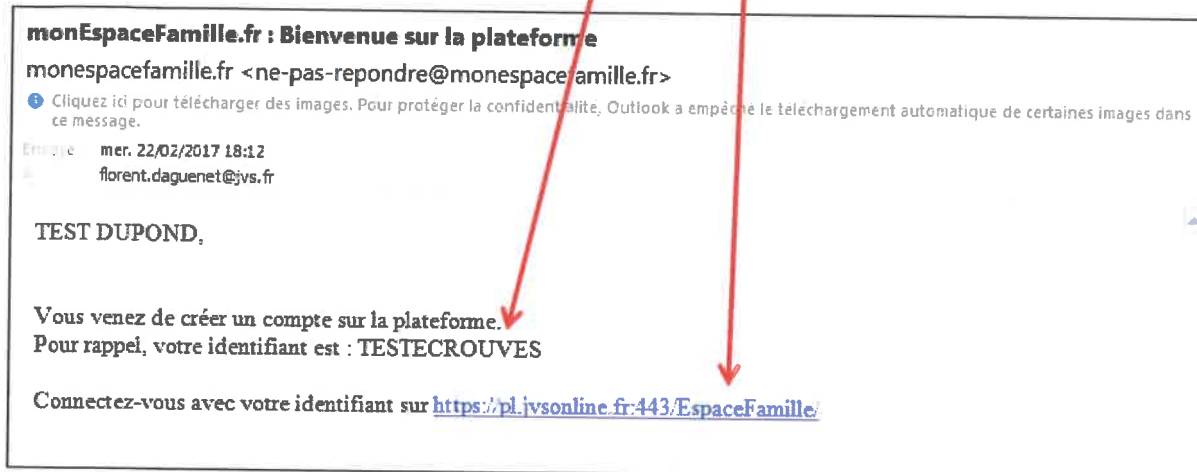 monEspaceFamille.fr : Bienvenue sur la plateforme
monespacefamille.fr <ne-pas-repondre@monespacefamille.fr>
Cliquez ici pour télécharger des images. Pour protéger la confidentialité, Outlook a empêché le téléchargement automatique de certaines images dans
ce message.
mer. 22/02/2017 18:12
florent.daguenet@jvs.fr
TEST DUPOND,
Vous venez de créer un compte sur la plateforme.
Pour rappel, votre identifiant est : TESTECROUVES
Connectez-vous avec votre identifiant sur https://pl.jvsonline.fr:443/EspaceFamille/